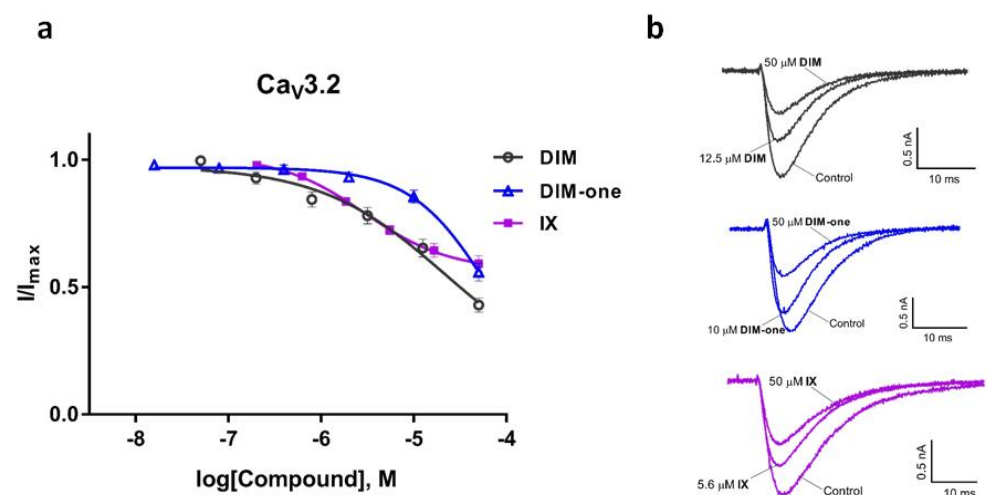 a
Ca_V3.2
I/I_max
1.0
0.5
0.0
-8 -7 -6 -5 -4
log[Compound], M
DIM
DIM-one
IX
b
50 µM DIM
12.5 µM DIM
Control
0.5 nA
10 ms
50 µM DIM-one
10 µM DIM-one
Control
0.5 nA
10 ms
50 µM IX
5.6 µM IX
Control
0.5 nA
10 ms